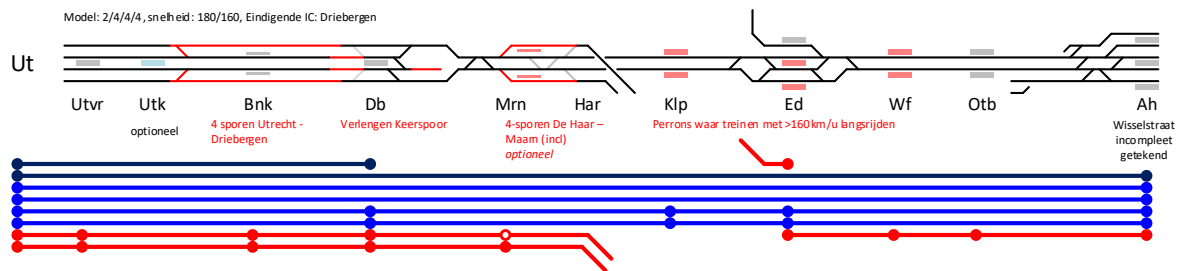 Model: 2/4/4/4, snelheid: 180/160, Eindigende IC: Driebergen
Ut
Utvr Utk Bnk Db Mrn Har Klp Ed Wf Otb Ah
optioneel
4 sporen Utrecht -
Driebergen
Verlengen Keerspoor
4-sporen De Haar –
Maarn (incl)
optioneel
Perrons waar treinen met >160km/u langsrijden
Wisselstraat
incompleet
getekend